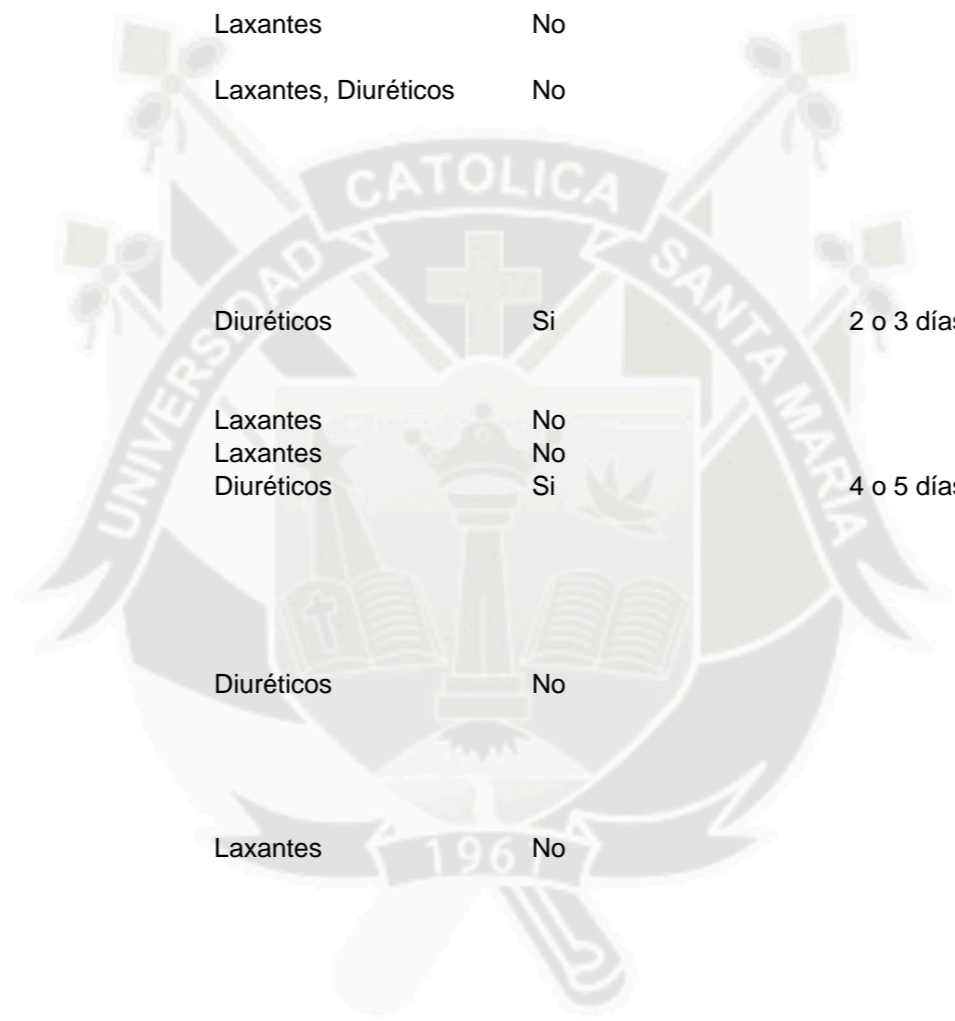 Laxantes No
Laxantes, Diuréticos No
CATOLICA
UNIVERSIDAD
SANTA MARIA
Diuréticos Si 2 o 3 días
Laxantes No
Laxantes No
Diuréticos Si 4 o 5 días
Diuréticos No
Laxantes No
196